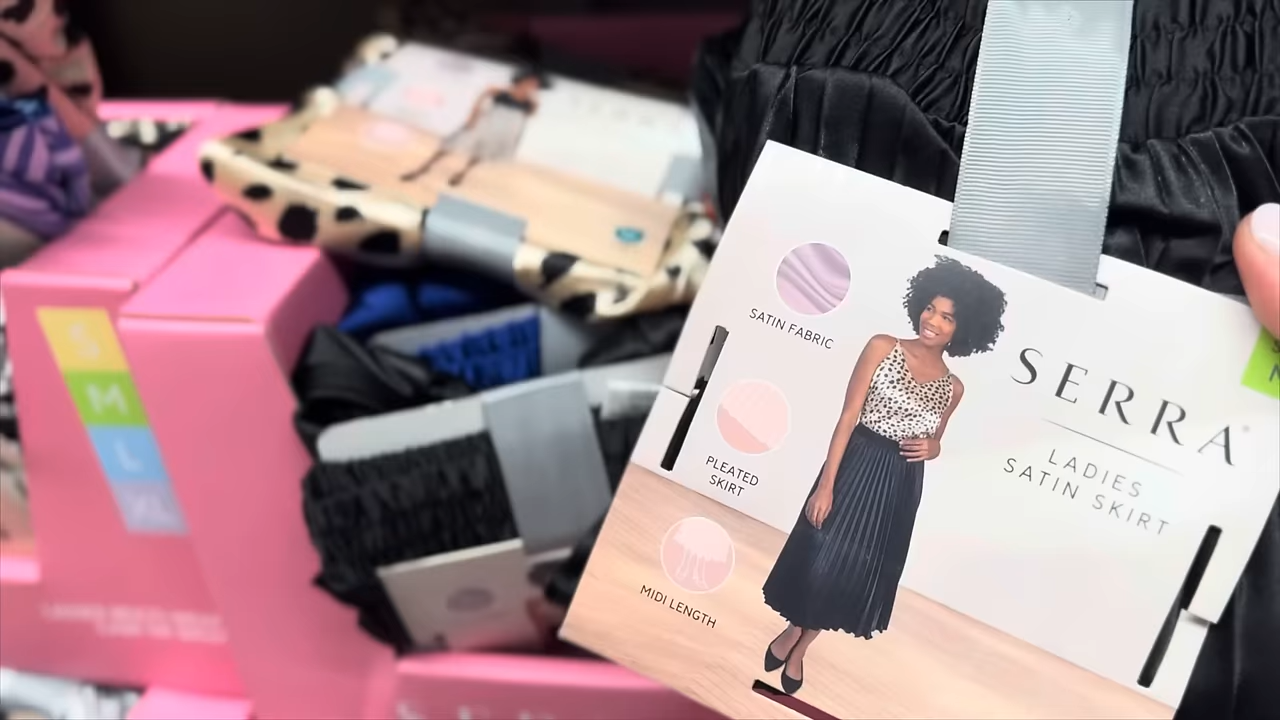 S
M
L
XL
SATIN FABRIC
PLEATED
SKIRT
MIDI LENGTH
SERRA
LADIES
SATIN SKIRT